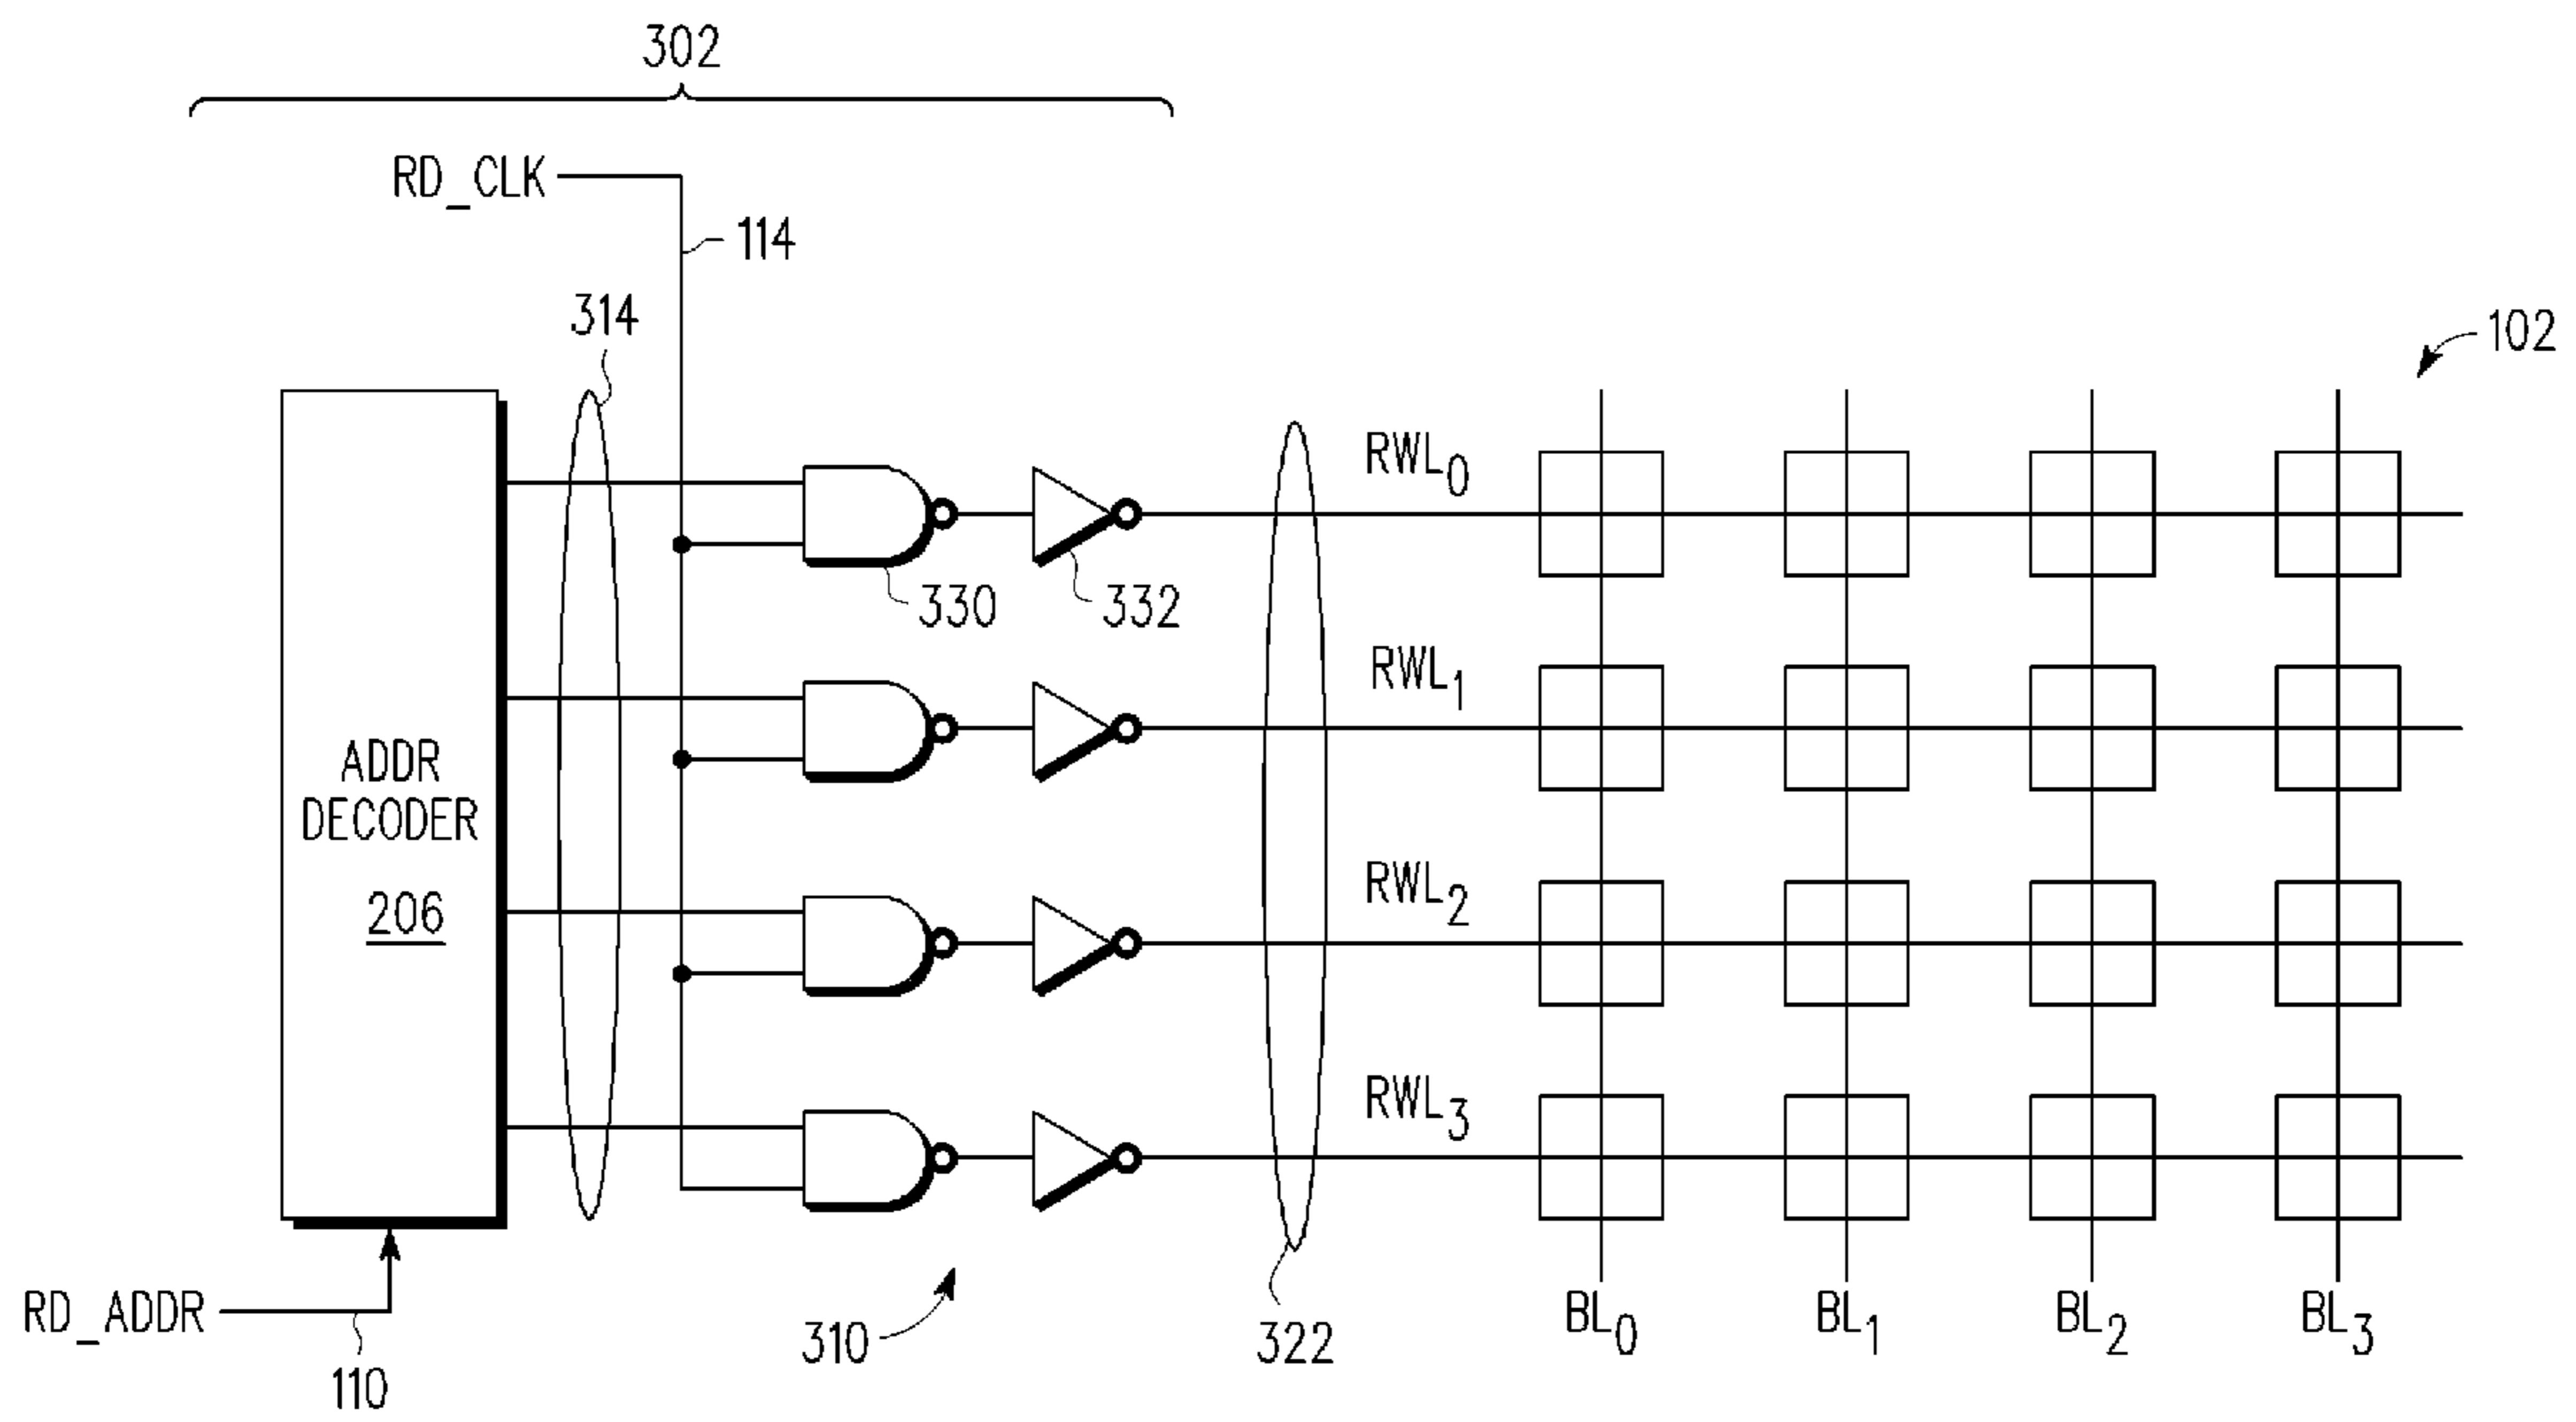 302
RD_CLK
114
314
102
RWL0
330
332
RWL1
ADDR
DECODER
206
RWL2
RWL3
RD_ADDR
110
310
322
BL0
BL1
BL2
BL3